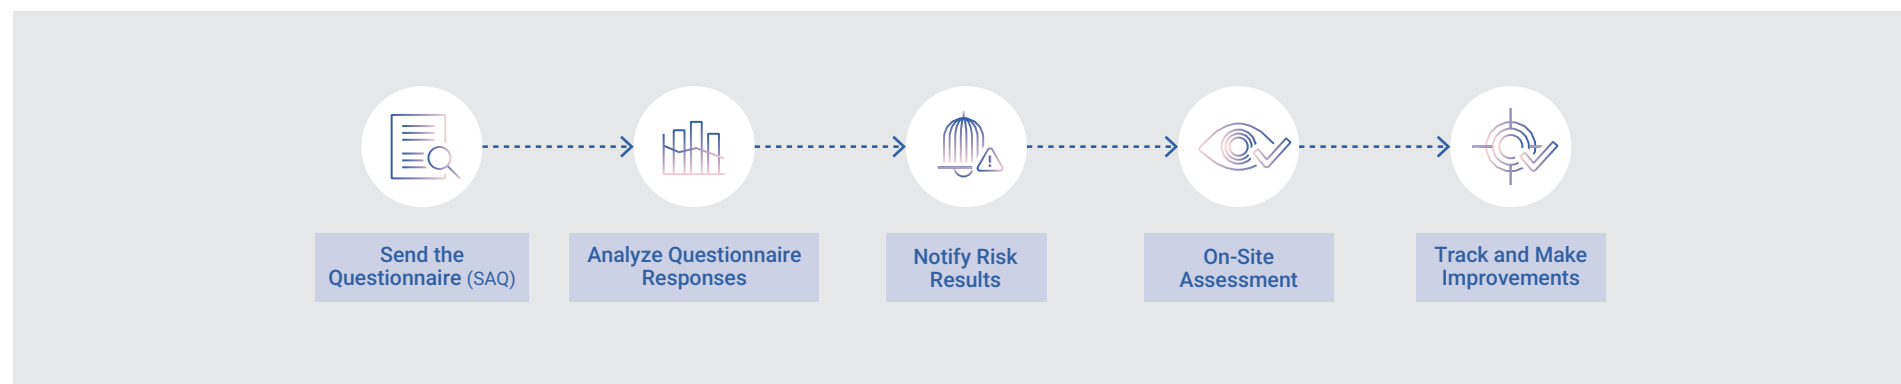 Send the
Questionnaire (SAQ)
Analyze Questionnaire
Responses
Notify Risk
Results
On-Site
Assessment
Track and Make
Improvements